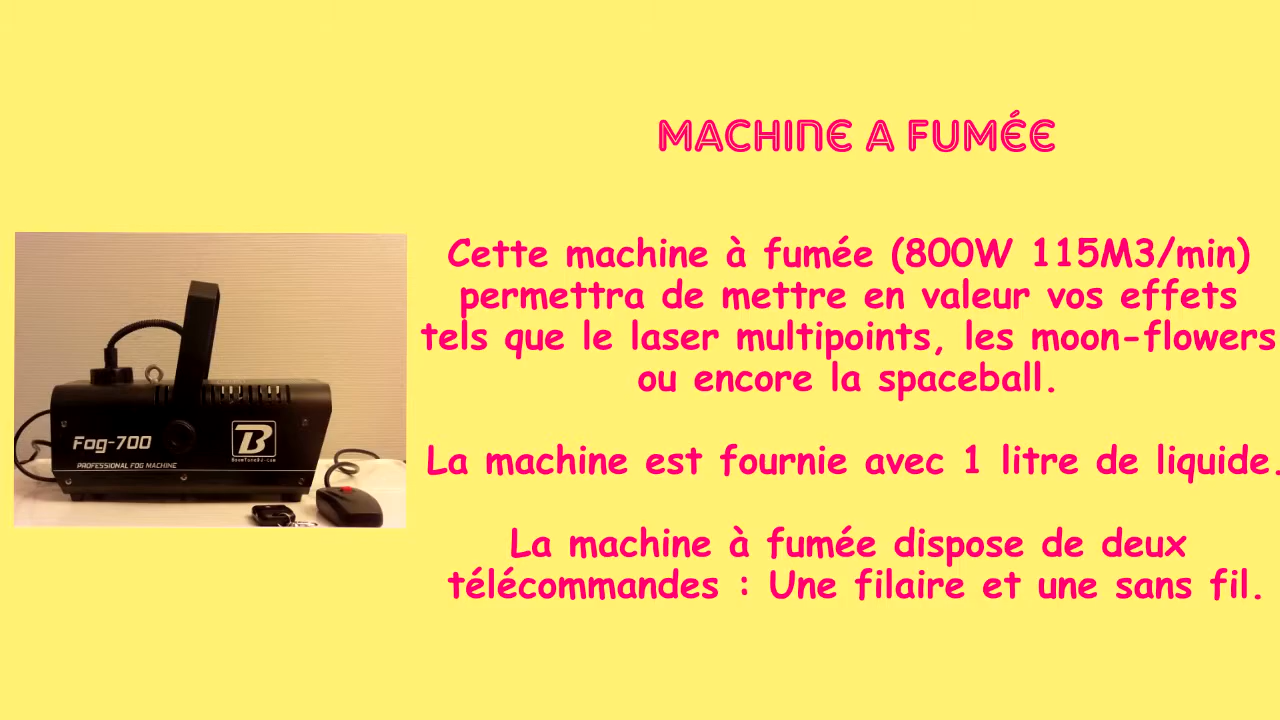 MACHINE A FUMÉE
Cette machine à fumée (800W 115M3/min)
permettra de mettre en valeur vos effets
tels que le laser multipoints, les moon-flowers
ou encore la spaceball.
La machine est fournie avec 1 litre de liquide.
La machine à fumée dispose de deux
télécommandes : Une filaire et une sans fil.
Fog-700
PROFESSIONAL FOG MACHINE
B
BoomToneDJ.com